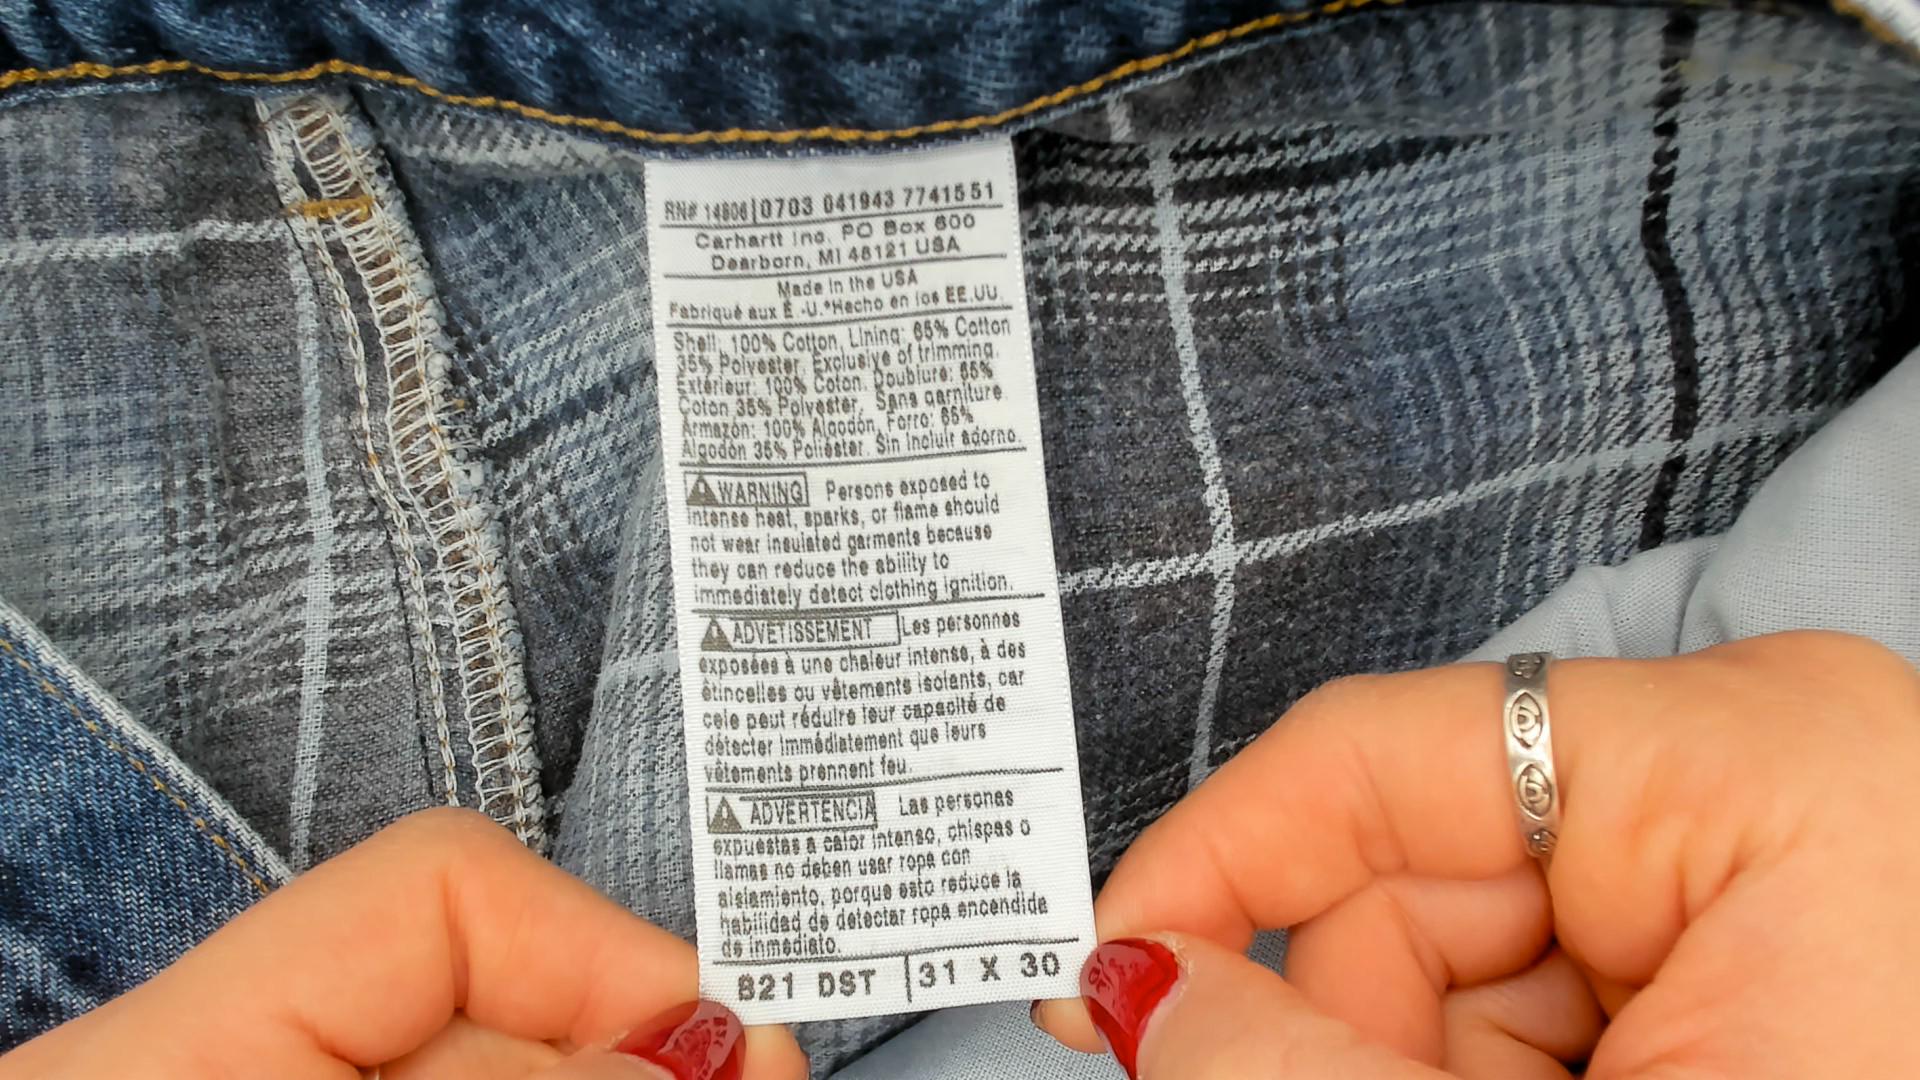 RN# 14806 | 0703 041943 7741551
Carhartt Inc. PO Box 600
Dearborn, MI 48121 USA
Made in the USA
Fabriqué aux É.-U.*Hecho en los EE.UU.
Shell: 100% Cotton, Lining: 65% Cotton
35% Polyester. Exclusive of trimming.
Extérieur: 100% Coton. Doublure: 65%
Coton 35% Polyester. Sans garniture.
Armazón: 100% Algodón, Forro: 65%
Algodón 35% Poliéster. Sin incluir adorno.
WARNING Persons exposed to
intense heat, sparks, or flame should
not wear insulated garments because
they can reduce the ability to
immediately detect clothing ignition.
ADVETISSEMENT Les personnes
exposées à une chaleur intense, à des
étincelles ou vêtements isolants, car
cele peut réduire leur capacité de
détecter immédiatement que leurs
vêtements prennent feu.
ADVERTENCIA Las personas
expuestas a calor intenso, chispas o
llamas no deben usar ropa con
aislamiento, porque esto reduce la
habilidad de detectar ropa encendida
de inmediato.
B21 DST | 31 X 30